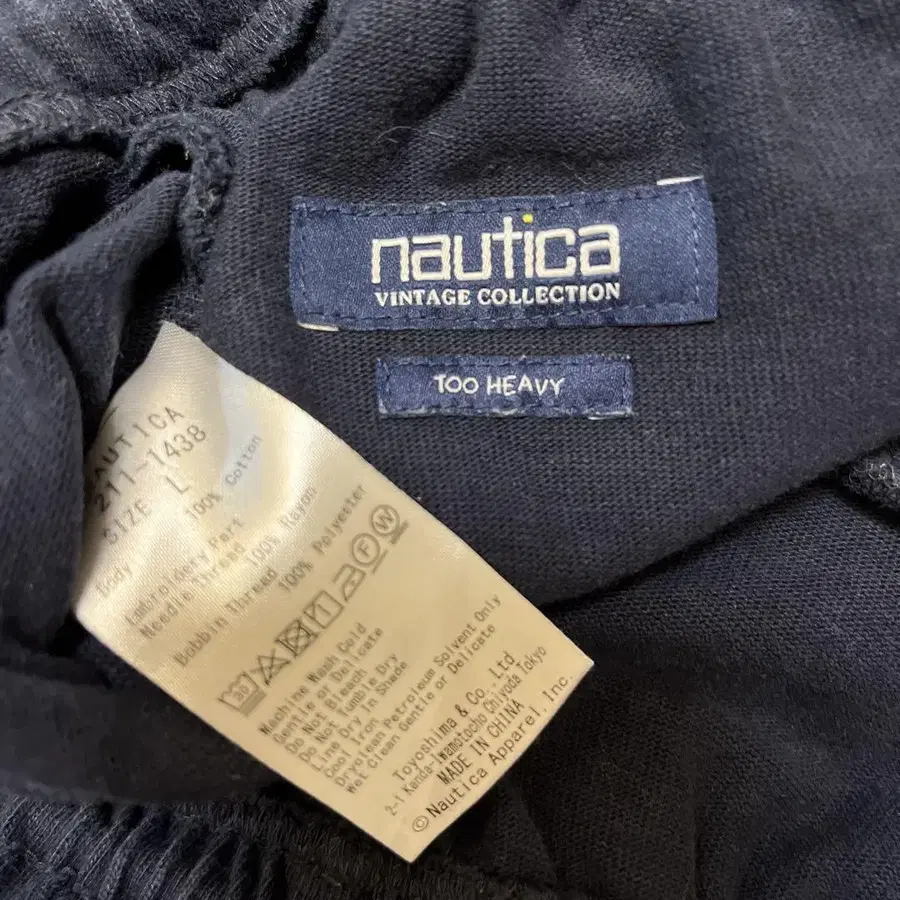 nautica
VINTAGE COLLECTION
TOO HEAVY
NAUTICA
211-1438
SIZE L
Body 100% Cotton
Embroidery Part
Needle Thread 100% Rayon
Bobbin Thread 100% Polyester
Machine Wash Cold
Gentle or Delicate
Do Not Bleach
Do Not Tumble Dry
Line Dry in Shade
Cool Iron
Dryclean Petroleum Solvent Only
Wet Clean Gentle or Delicate
Toyoshima & Co. Ltd
2-1 Kanda-Iwamotocho Chiyoda Tokyo
MADE IN CHINA
©Nautica Apparel, Inc.